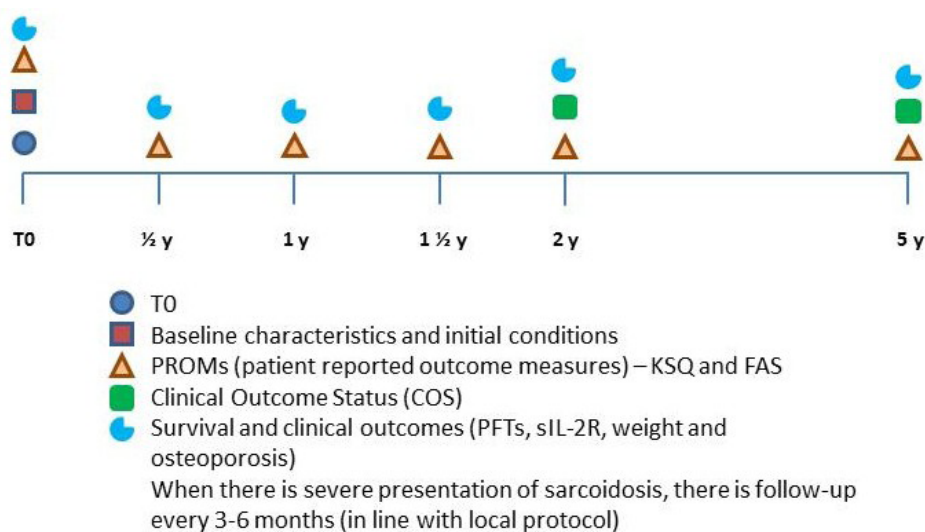 T0 ½ y 1 y 1 ½ y 2 y 5 y
T0
Baseline characteristics and initial conditions
PROMs (patient reported outcome measures) – KSQ and FAS
Clinical Outcome Status (COS)
Survival and clinical outcomes (PFTs, sIL-2R, weight and
osteoporosis)
When there is severe presentation of sarcoidosis, there is follow-up
every 3-6 months (in line with local protocol)